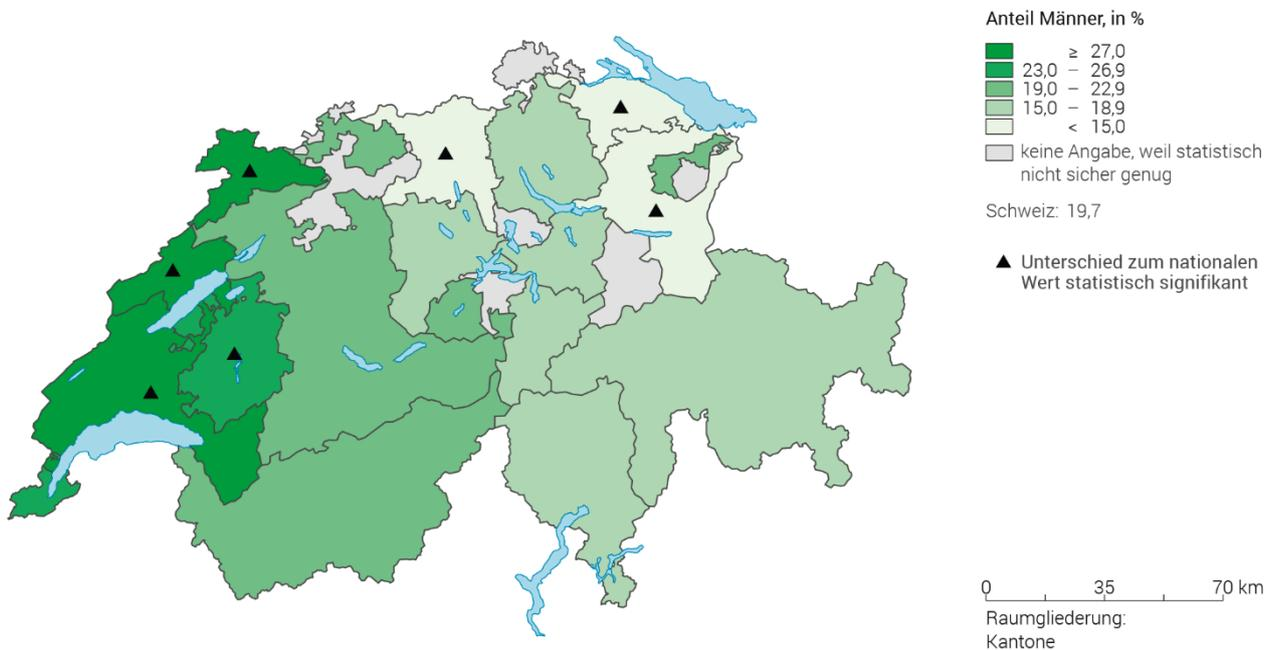 Anteil Männer, in %
≥ 27,0
23,0 – 26,9
19,0 – 22,9
15,0 – 18,9
< 15,0
keine Angabe, weil statistisch
nicht sicher genug
Schweiz: 19,7
Unterschied zum nationalen
Wert statistisch signifikant
0 35 70 km
Raumgliederung:
Kantone